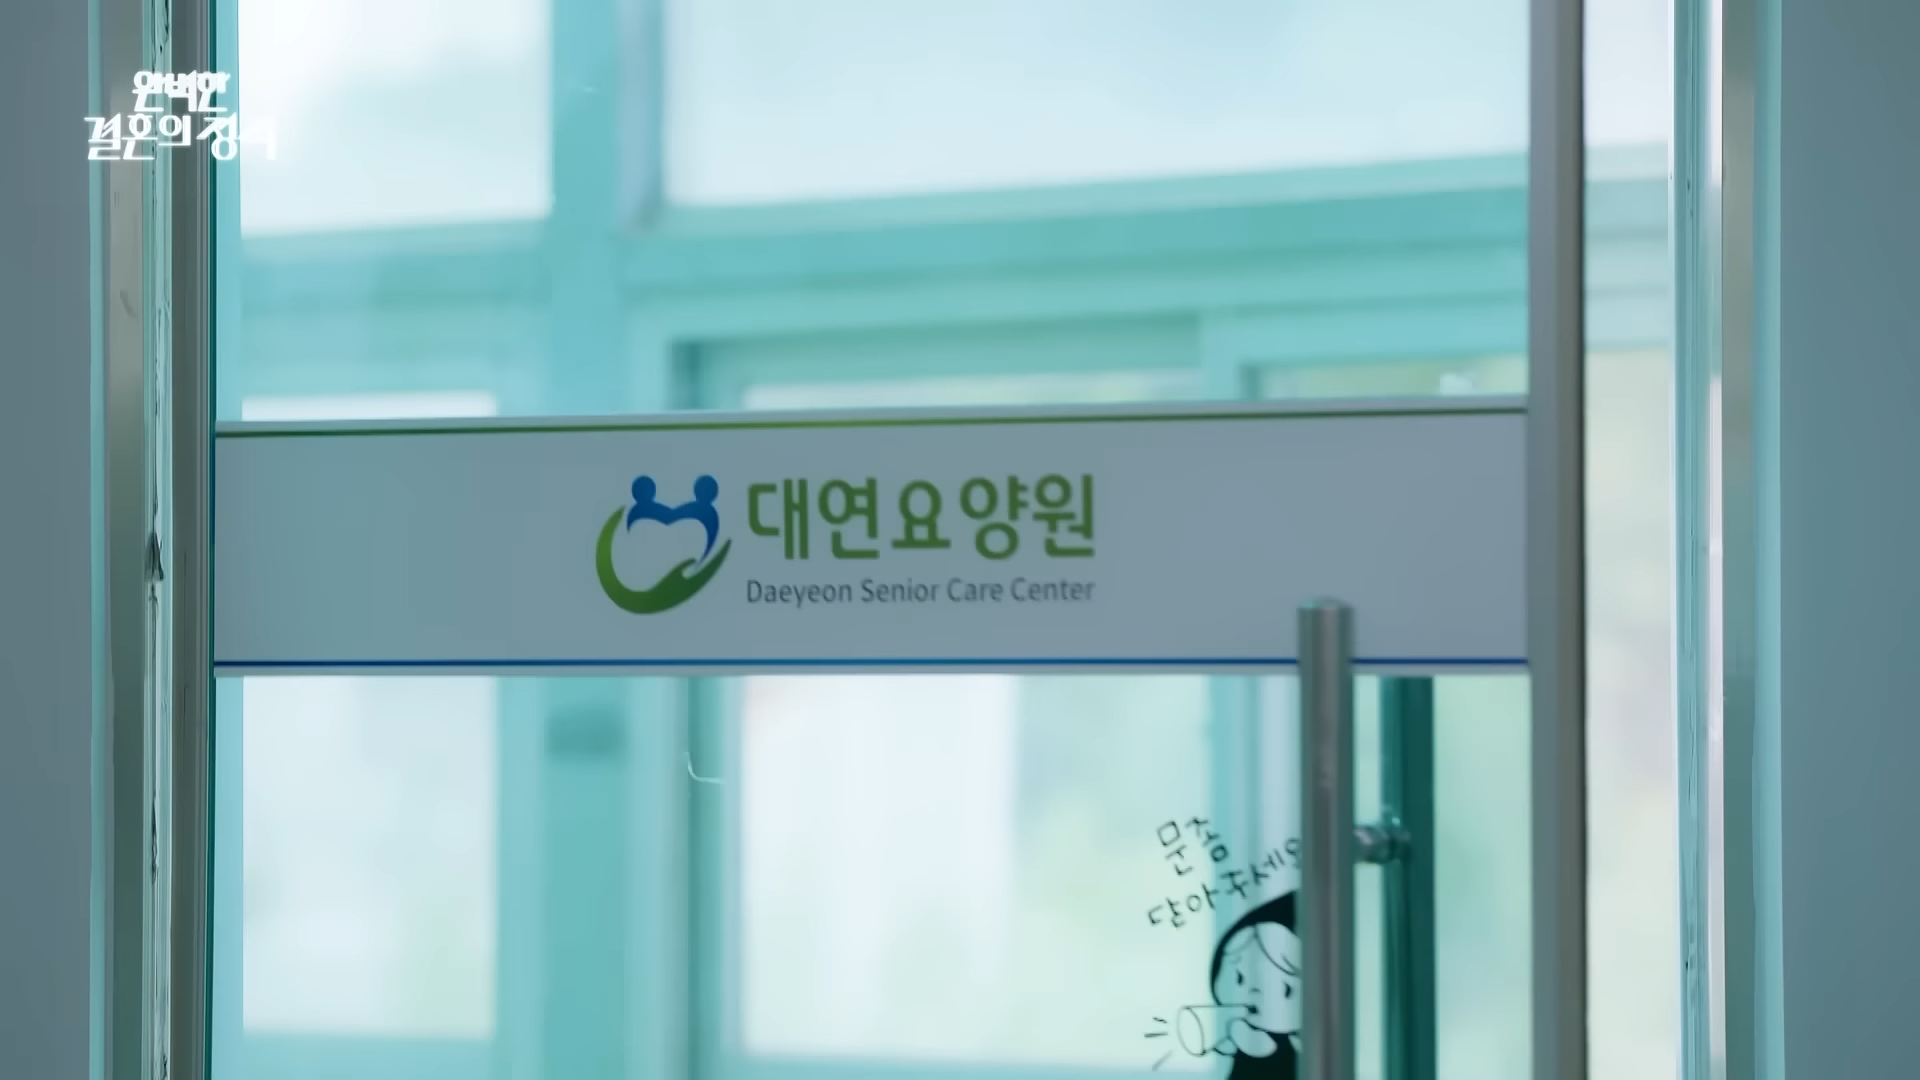 완벽한
결혼의 정석
대연요양원
Daeyeon Senior Care Center
문 좀
닫아주세요